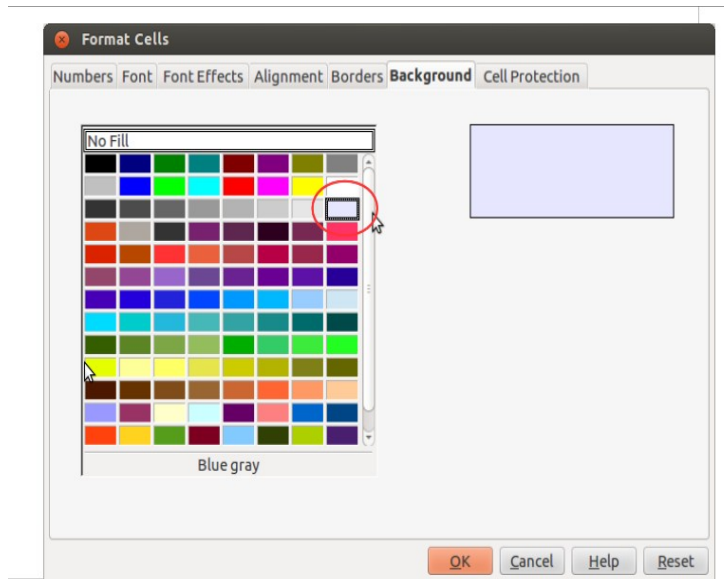 Format Cells
Numbers Font Font Effects Alignment Borders Background Cell Protection
No Fill
Blue gray
OK Cancel Help Reset